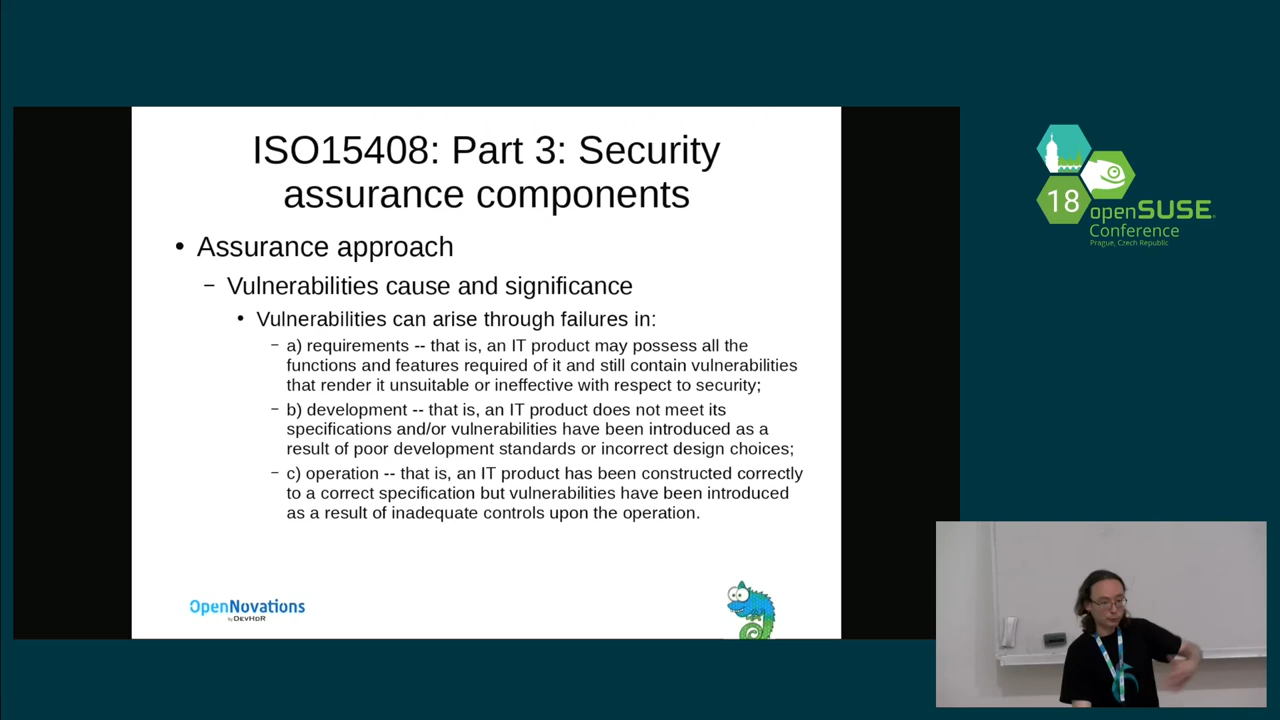 ISO15408: Part 3: Security
assurance components
• Assurance approach
– Vulnerabilities cause and significance
• Vulnerabilities can arise through failures in:
– a) requirements -- that is, an IT product may possess all the
functions and features required of it and still contain vulnerabilities
that render it unsuitable or ineffective with respect to security;
– b) development -- that is, an IT product does not meet its
specifications and/or vulnerabilities have been introduced as a
result of poor development standards or incorrect design choices;
– c) operation -- that is, an IT product has been constructed correctly
to a correct specification but vulnerabilities have been introduced
as a result of inadequate controls upon the operation.
OpenNovations
by DEVHDR
18
openSUSE
Conference
Prague, Czech Republic